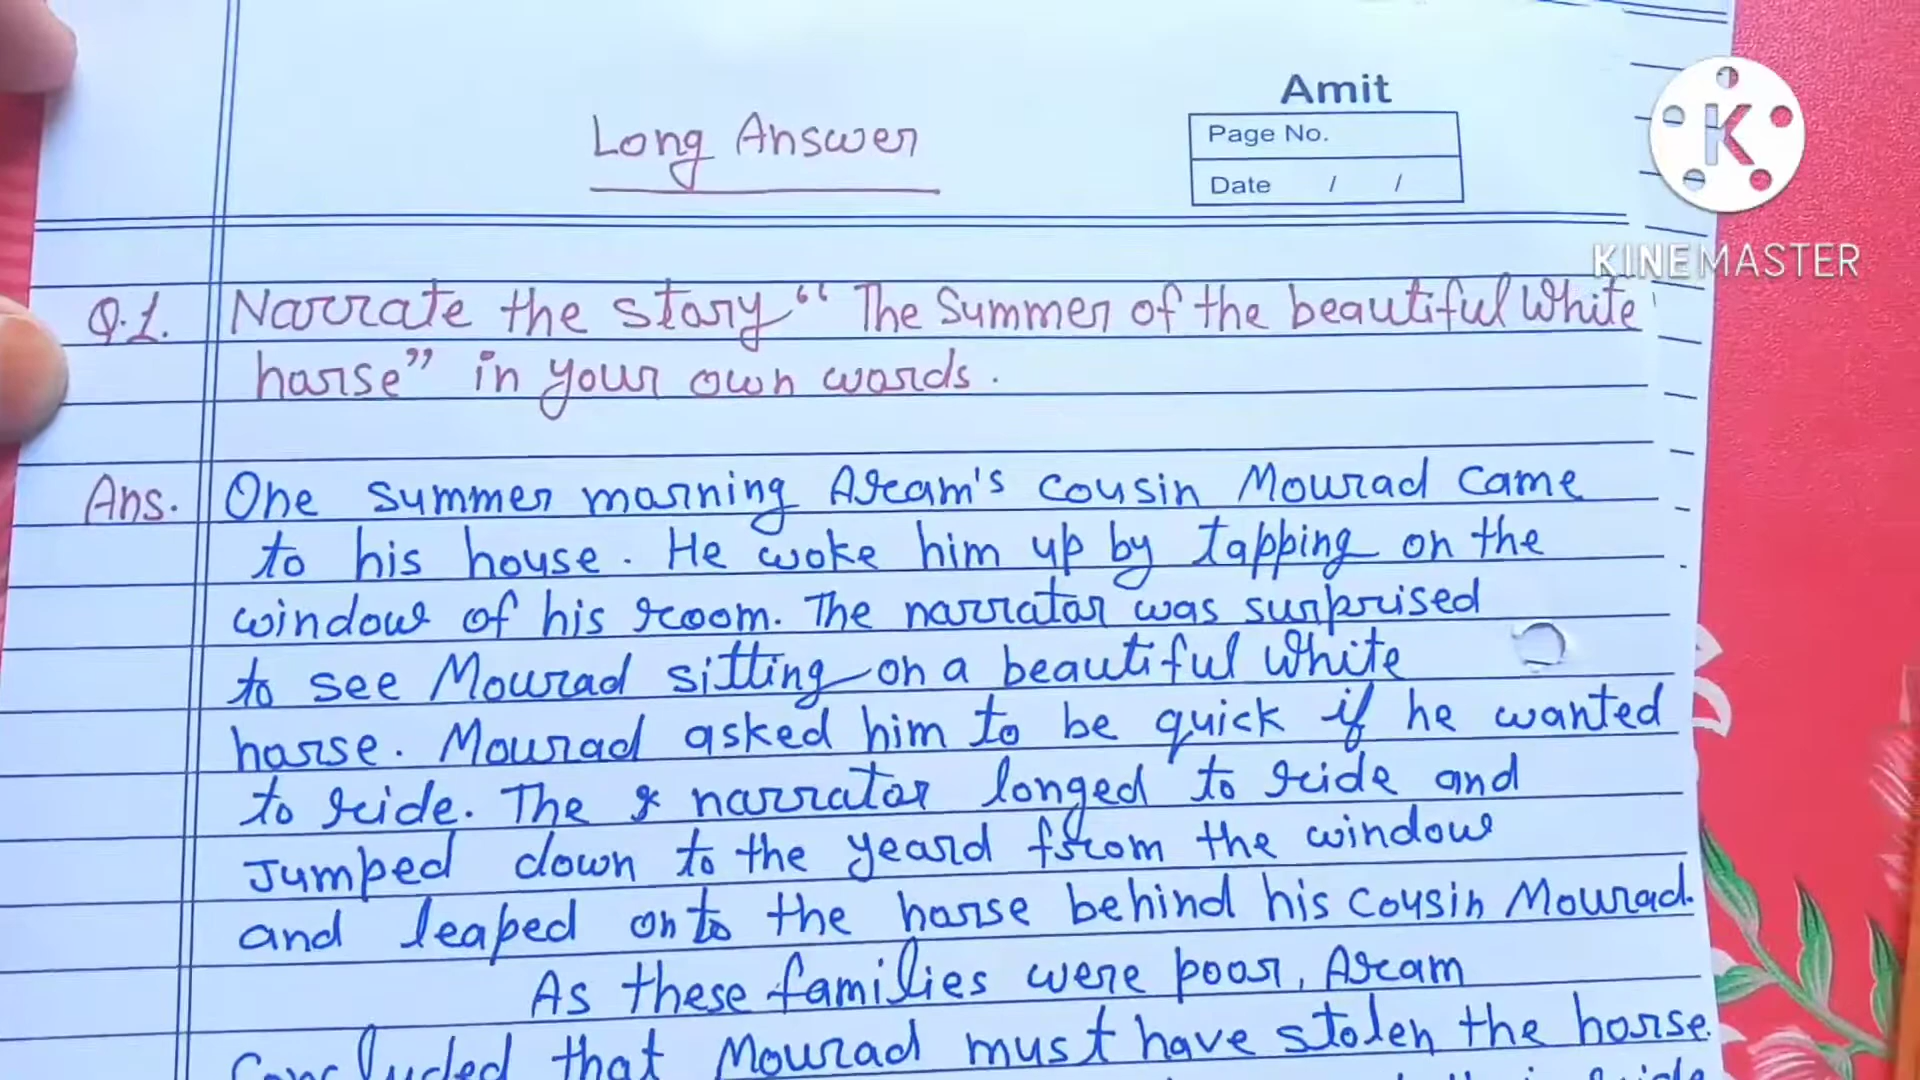 Amit
Long Answer
Page No.
Date / /
K
KINEMASTER
Q.1. Narrate the story “ The Summer of the beautiful White
horse” in your own words.
Ans. One summer morning Aram's cousin Mourad came
to his house. He woke him up by tapping on the
window of his room. The narrator was surprised
to see Mourad sitting on a beautiful White
horse. Mourad asked him to be quick if he wanted
to ride. The narrator longed to ride and
Jumped down to the yeard from the window
and leaped onto the horse behind his cousin Mourad.
As these families were poor, Aram
Concluded that Mourad must have stolen the horse.
ride